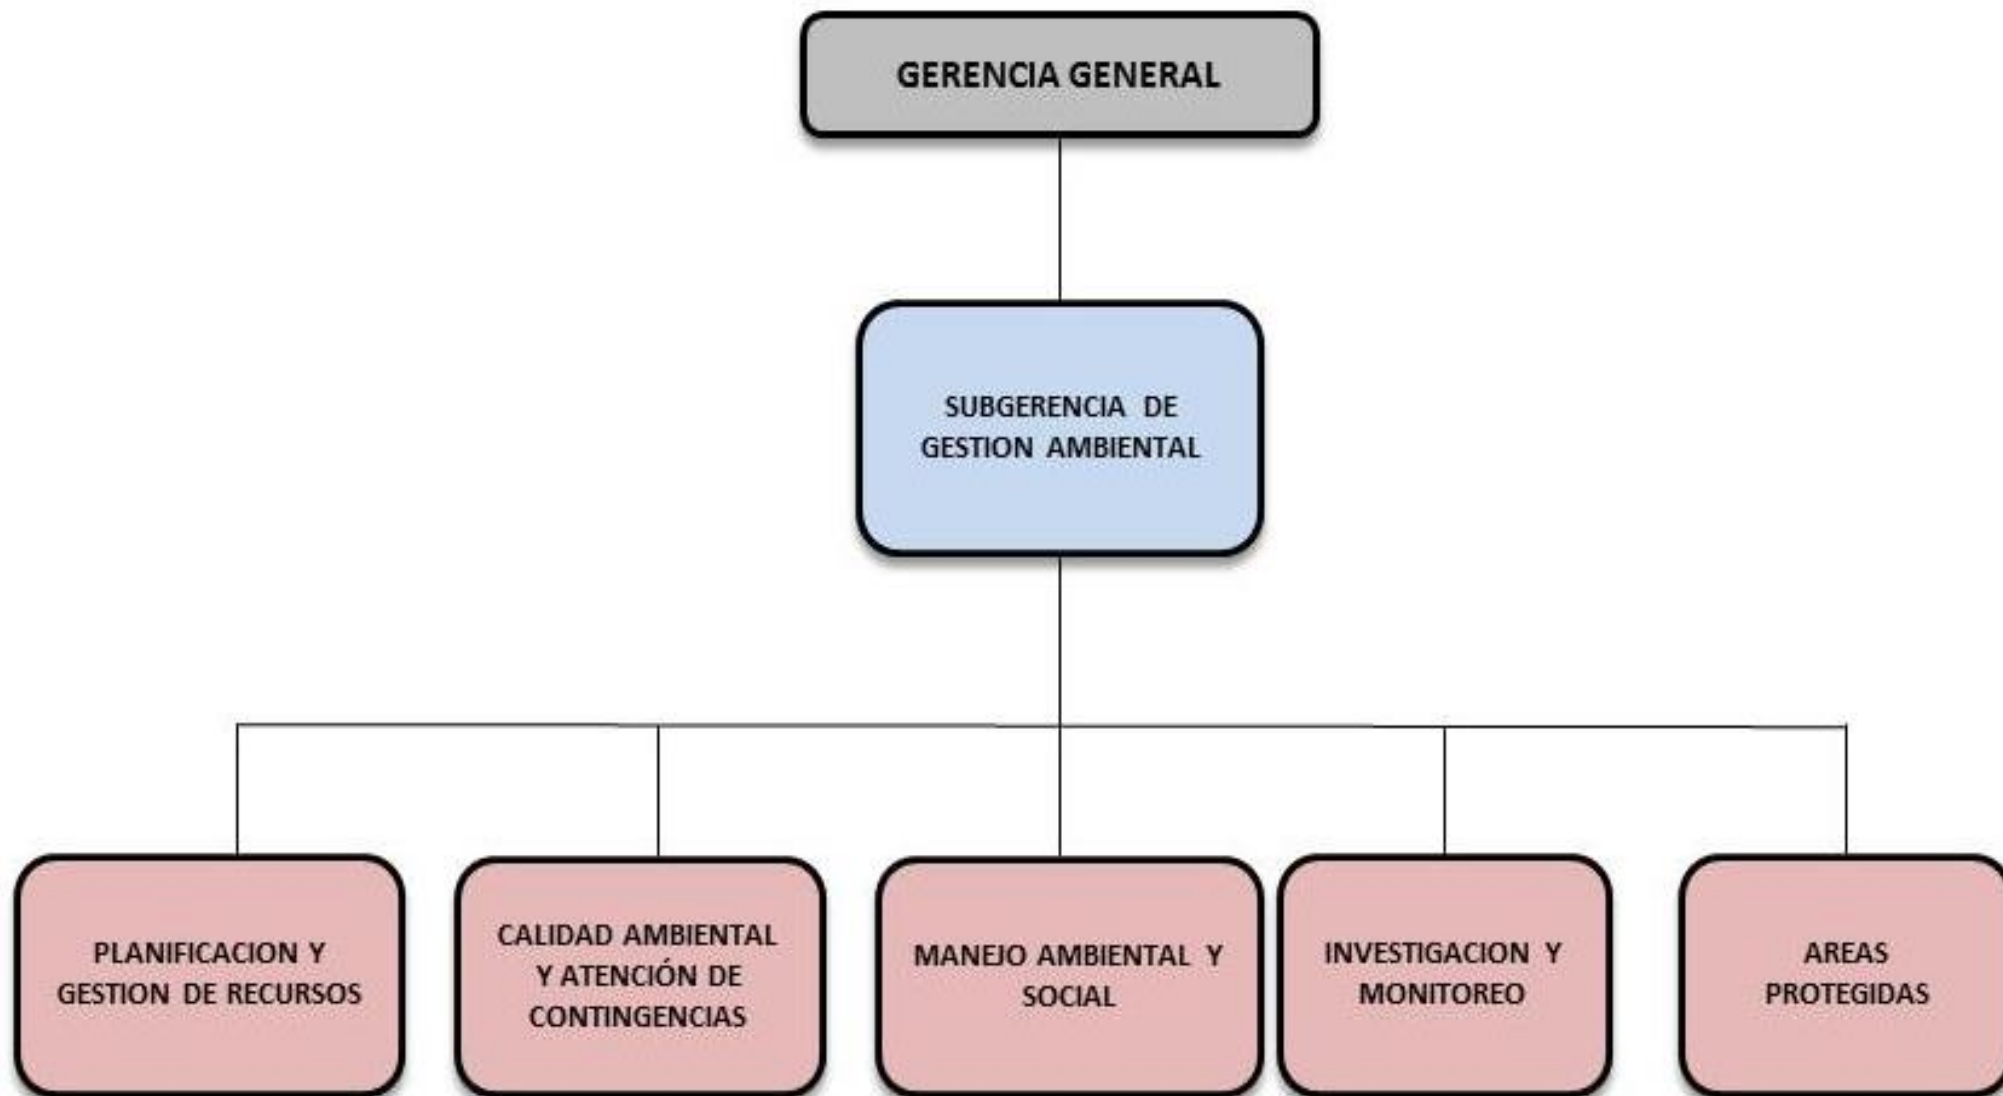 GERENCIA GENERAL
SUBGERENCIA DE
GESTION AMBIENTAL
PLANIFICACION Y
GESTION DE RECURSOS
CALIDAD AMBIENTAL
Y ATENCIÓN DE
CONTINGENCIAS
MANEJO AMBIENTAL Y
SOCIAL
INVESTIGACION Y
MONITOREO
AREAS
PROTEGIDAS